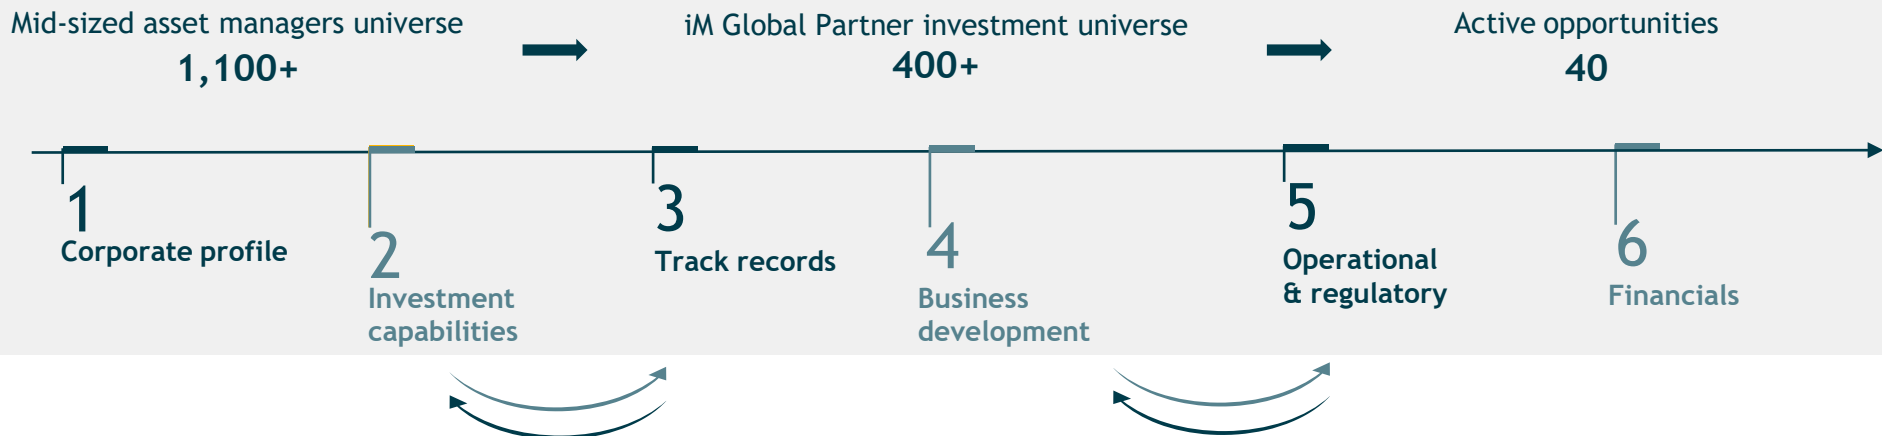 Mid-sized asset managers universe
1,100+
iM Global Partner investment universe
400+
Active opportunities
40
1
Corporate profile
2
Investment
capabilities
3
Track records
4
Business
development
5
Operational
& regulatory
6
Financials